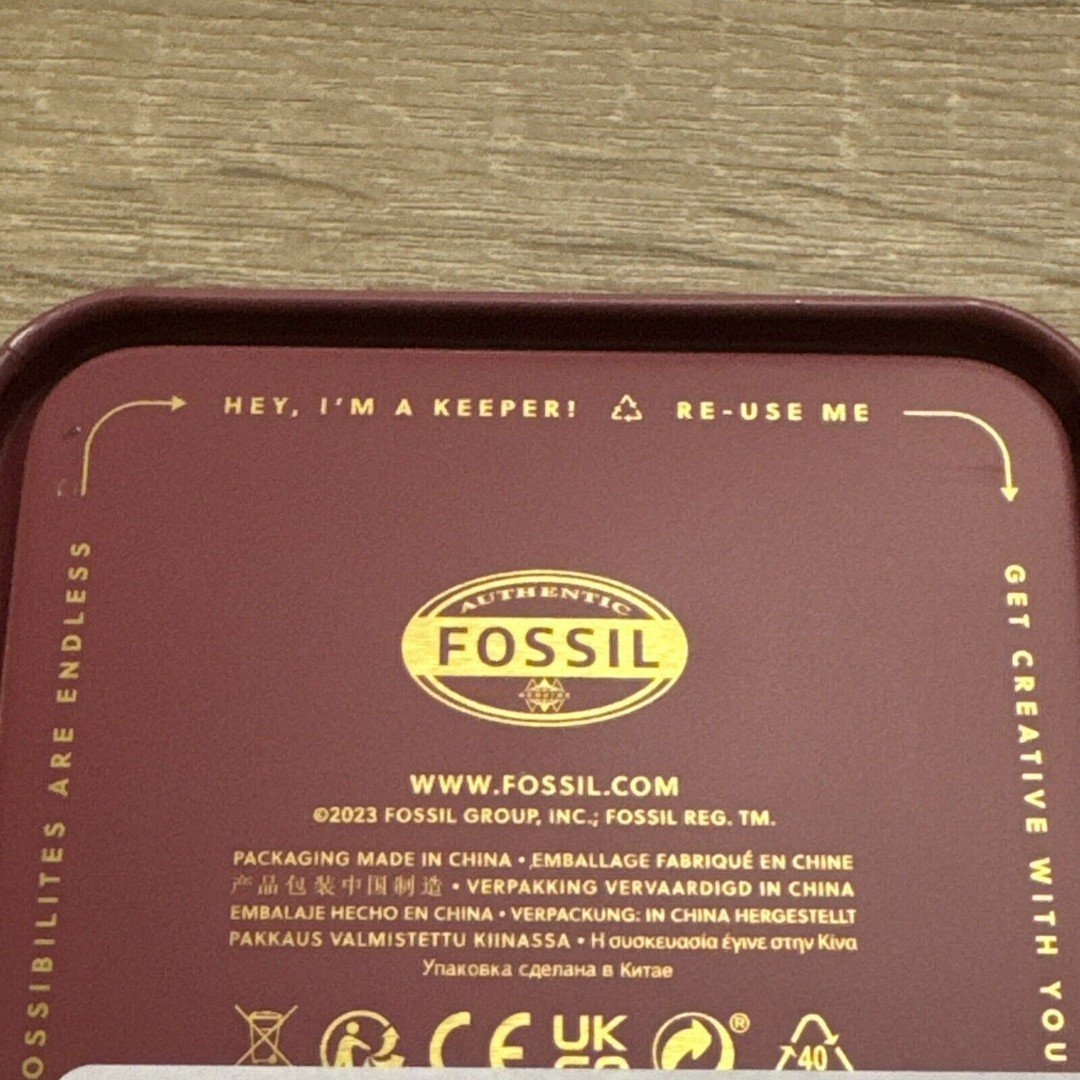 HEY, I'M A KEEPER! RE-USE ME
GET CREATIVE WITH YOU
OSSIBILITES ARE ENDLESS
AUTHENTIC
FOSSIL
WWW.FOSSIL.COM
©2023 FOSSIL GROUP, INC.; FOSSIL REG. TM.
PACKAGING MADE IN CHINA • EMBALLAGE FABRIQUÉ EN CHINE
产品包装中国制造 • VERPAKKING VERVAARDIGD IN CHINA
EMBALAJE HECHO EN CHINA • VERPACKUNG: IN CHINA HERGESTELLT
PAKKAUS VALMISTETTU KIINASSA • Η συσκευασία έγινε στην Κίνα
Упаковка сделана в Китае
CE UK ® 40